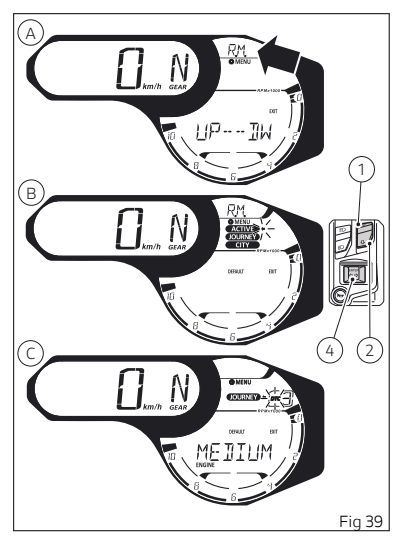 A
0 km/h N GEAR
RM
MENU
RPM×1000
0
EXIT
UP---DW
10
2
8
4
6
B
0 km/h N GEAR
RM
MENU
ACTIVE
JOURNEY
CITY
DEFAULT EXIT
10
2
8
4
6
1
4
2
C
0 km/h N GEAR
MENU
JOURNEY DTC 3
RPM×1000
0
DEFAULT EXIT
10
2
MEDIUM
ENGINE
8
4
6
Fig 39